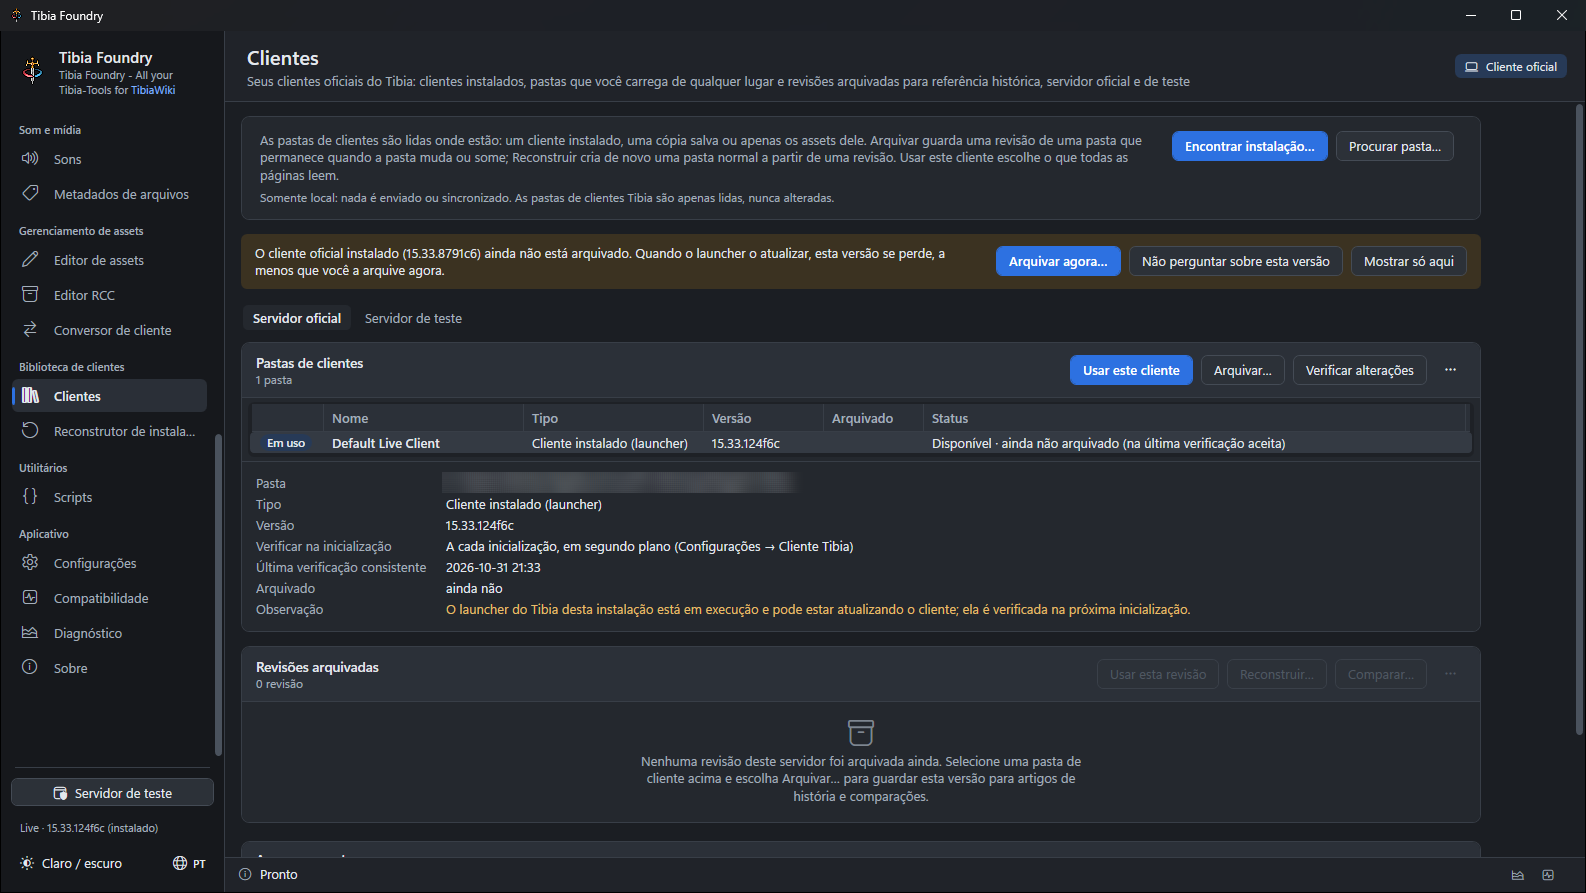 Tibia Foundry
Tibia Foundry
Tibia Foundry - All your
Tibia-Tools for TibiaWiki
Som e mídia
Sons
Metadados de arquivos
Gerenciamento de assets
Editor de assets
Editor RCC
Conversor de cliente
Biblioteca de clientes
Clientes
Reconstrutor de instala...
Utilitários
Scripts
Aplicativo
Configurações
Compatibilidade
Diagnóstico
Sobre
Servidor de teste
Live · 15.33.124f6c (instalado)
Claro / escuro
PT
Clientes
Seus clientes oficiais do Tibia: clientes instalados, pastas que você carrega de qualquer lugar e revisões arquivadas para referência histórica, servidor oficial e de teste
Cliente oficial
As pastas de clientes são lidas onde estão: um cliente instalado, uma cópia salva ou apenas os assets dele. Arquivar guarda uma revisão de uma pasta que
permanece quando a pasta muda ou some; Reconstruir cria de novo uma pasta normal a partir de uma revisão. Usar este cliente escolhe o que todas as
páginas leem.
Somente local: nada é enviado ou sincronizado. As pastas de clientes Tibia são apenas lidas, nunca alteradas.
Encontrar instalação...
Procurar pasta...
O cliente oficial instalado (15.33.8791c6) ainda não está arquivado. Quando o launcher o atualizar, esta versão se perde, a
menos que você a arquive agora.
Arquivar agora...
Não perguntar sobre esta versão
Mostrar só aqui
Servidor oficial
Servidor de teste
Pastas de clientes
1 pasta
Usar este cliente
Arquivar...
Verificar alterações
Nome Tipo Versão Arquivado Status
Em uso Default Live Client Cliente instalado (launcher) 15.33.124f6c Disponível · ainda não arquivado (na última verificação aceita)
Pasta
Tipo Cliente instalado (launcher)
Versão 15.33.124f6c
Verificar na inicialização A cada inicialização, em segundo plano (Configurações → Cliente Tibia)
Última verificação consistente 2026-10-31 21:33
Arquivado ainda não
Observação O launcher do Tibia desta instalação está em execução e pode estar atualizando o cliente; ela é verificada na próxima inicialização.
Revisões arquivadas
0 revisão
Usar esta revisão
Reconstruir...
Comparar...
Nenhuma revisão deste servidor foi arquivada ainda. Selecione uma pasta de
cliente acima e escolha Arquivar... para guardar esta versão para artigos de
história e comparações.
Pronto